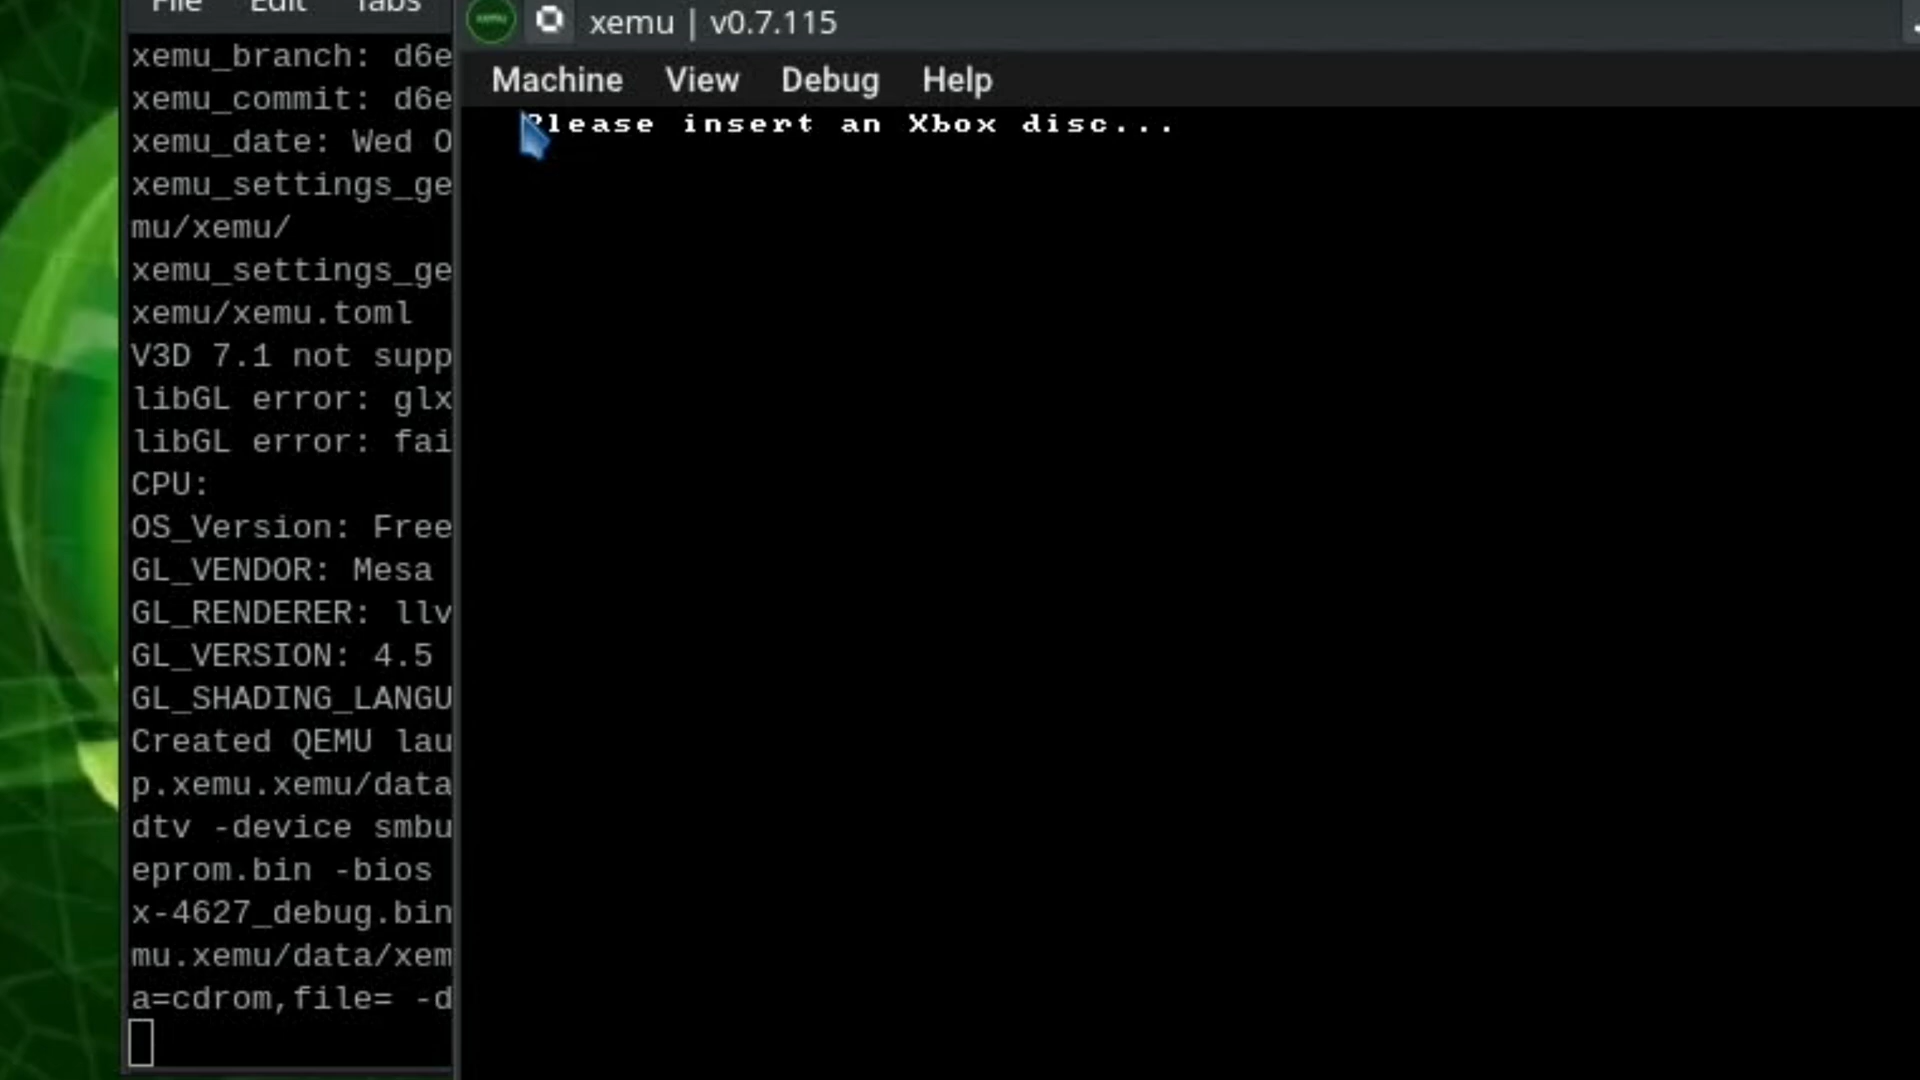 File Edit Tabs
xemu_branch: d6e
xemu_commit: d6e
xemu_date: Wed O
xemu_settings_ge
mu/xemu/
xemu_settings_ge
xemu/xemu.toml
V3D 7.1 not supp
libGL error: glx
libGL error: fai
CPU:
OS_Version: Free
GL_VENDOR: Mesa
GL_RENDERER: llv
GL_VERSION: 4.5
GL_SHADING_LANGU
Created QEMU lau
p.xemu.xemu/data
dtv -device smbu
eprom.bin -bios
x-4627_debug.bin
mu.xemu/data/xem
a=cdrom,file= -d
xemu | v0.7.115
Machine View Debug Help
Please insert an Xbox disc...